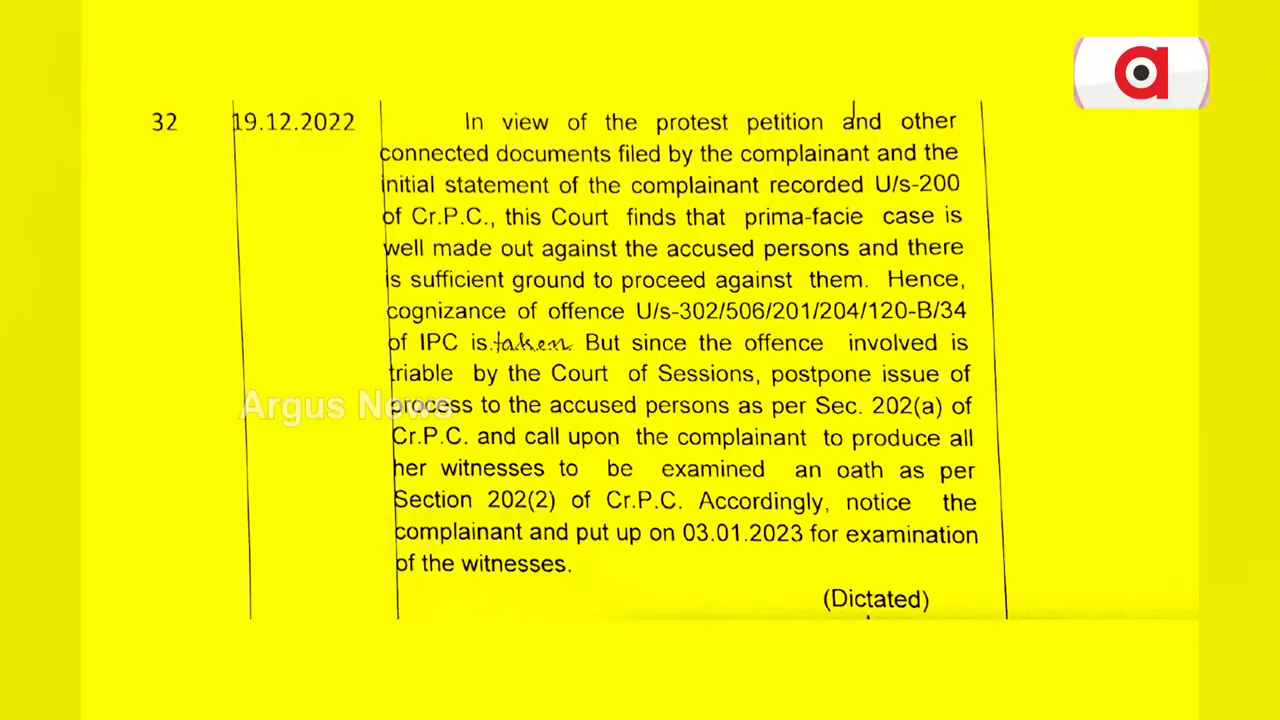 a
32 19.12.2022 In view of the protest petition and other
connected documents filed by the complainant and the
initial statement of the complainant recorded U/s-200
of Cr.P.C., this Court finds that prima-facie case is
well made out against the accused persons and there
is sufficient ground to proceed against them. Hence,
cognizance of offence U/s-302/506/201/204/120-B/34
of IPC is taken. But since the offence involved is
triable by the Court of Sessions, postpone issue of
process to the accused persons as per Sec. 202(a) of
Argus News
Cr.P.C. and call upon the complainant to produce all
her witnesses to be examined an oath as per
Section 202(2) of Cr.P.C. Accordingly, notice the
complainant and put up on 03.01.2023 for examination
of the witnesses.
(Dictated)